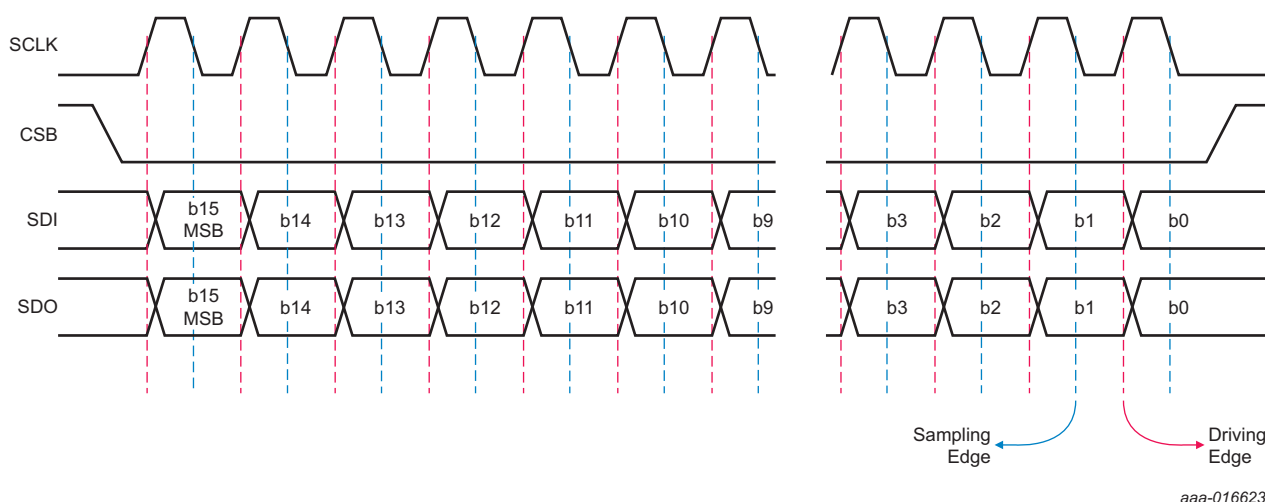 SCLK
CSB
SDI
b15
MSB
b14
b13
b12
b11
b10
b9
b3
b2
b1
b0
SDO
b15
MSB
b14
b13
b12
b11
b10
b9
b3
b2
b1
b0
Sampling
Edge
Driving
Edge
aaa-016623